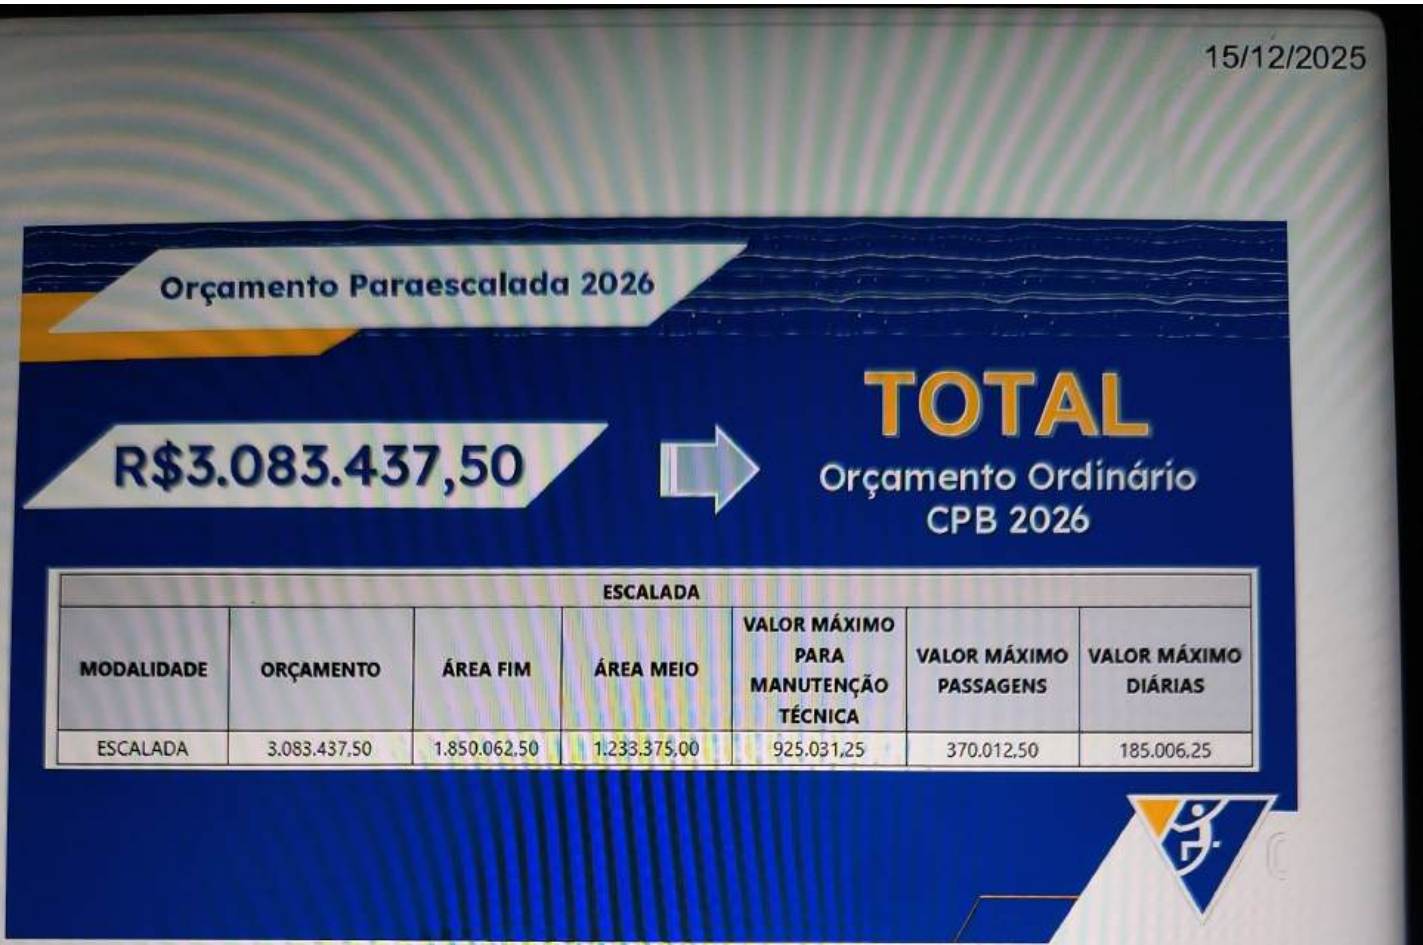 15/12/2025
Orçamento Paraescalada 2026
TOTAL
R$3.083.437,50
Orçamento Ordinário
CPB 2026
ESCALADA
MODALIDADE ORÇAMENTO ÁREA FIM ÁREA MEIO VALOR MÁXIMO PARA MANUTENÇÃO TÉCNICA VALOR MÁXIMO PASSAGENS VALOR MÁXIMO DIÁRIAS
ESCALADA 3.083.437,50 1.850.062,50 1.233.375,00 925.031,25 370.012,50 185.006,25